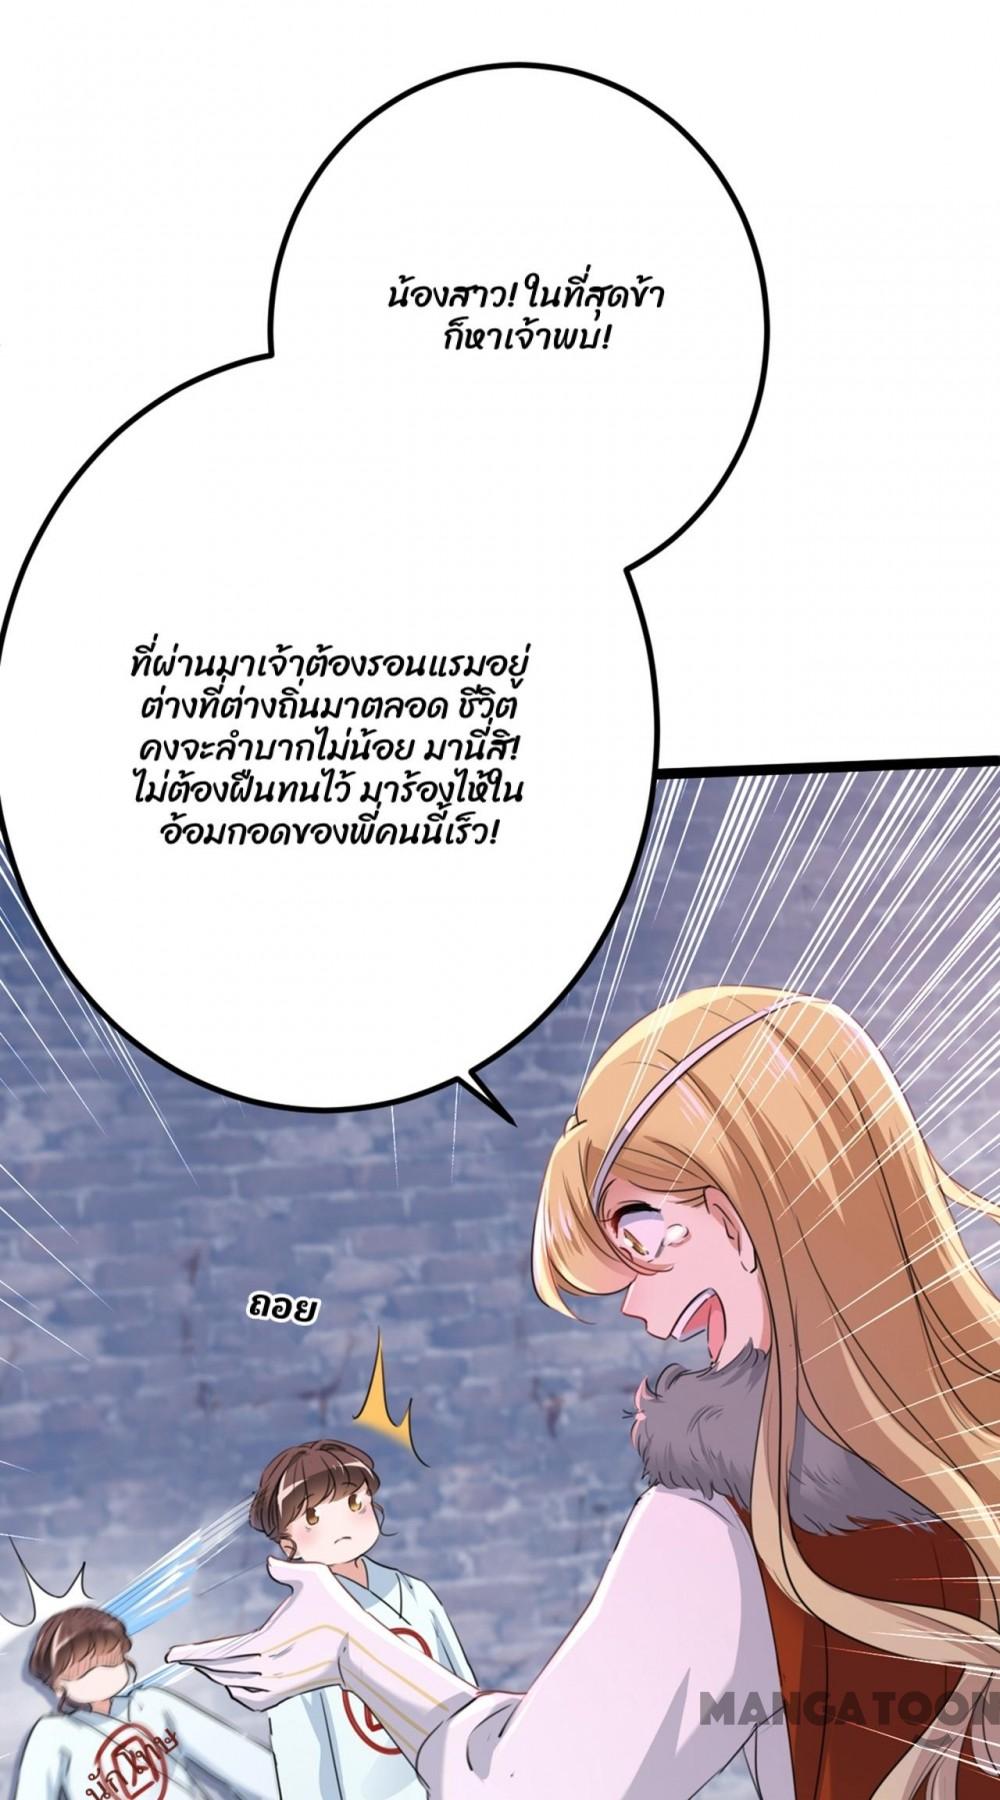 น้องสาว! ในที่สุดข้า
ก็หาเจ้าพบ!
ที่ผ่านมาเจ้าต้องรอนแรมอยู่
ต่างที่ต่างถิ่นมาตลอด ชีวิต
คงจะลำบากไม่น้อย มานี่สิ!
ไม่ต้องฝืนทนไว้ มาร้องไห้ใน
อ้อมกอดของพี่คนนี้เร็ว!
ถอย
นักโทษ
MANGATOON